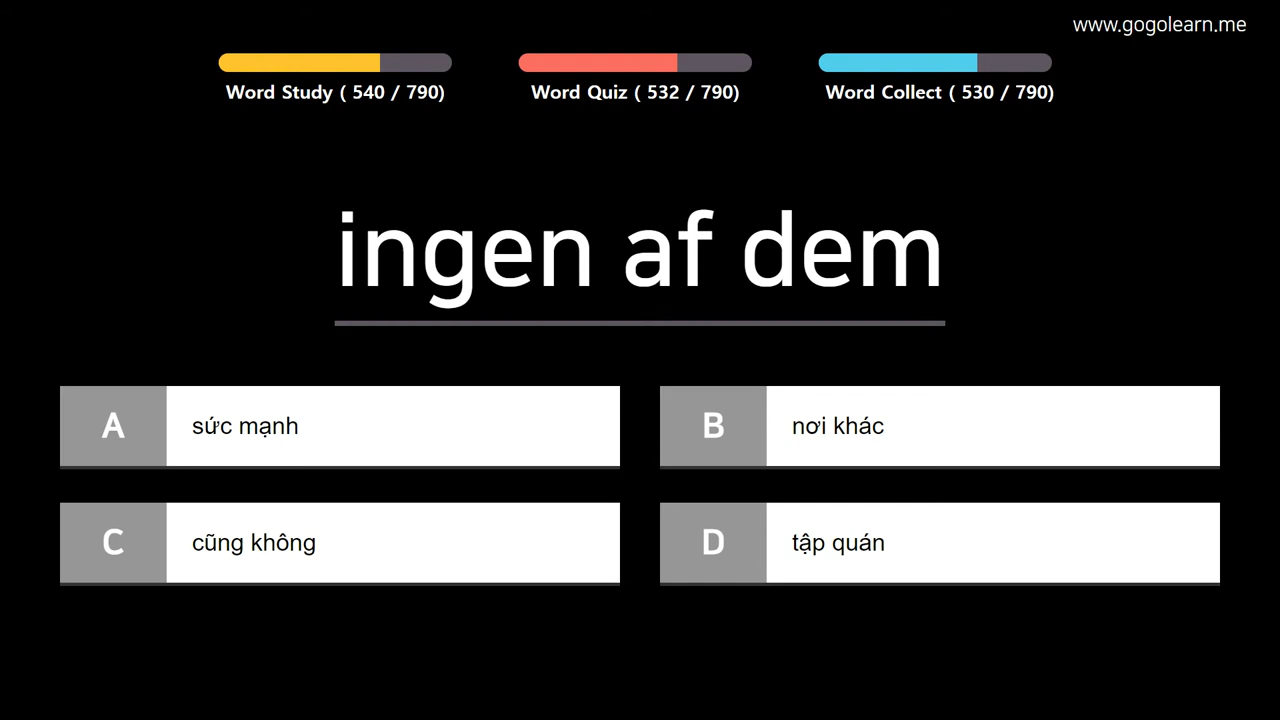 www.gogolearn.me
Word Study ( 540 / 790)
Word Quiz ( 532 / 790)
Word Collect ( 530 / 790)
ingen af dem
A
sức mạnh
B
nơi khác
C
cũng không
D
tập quán